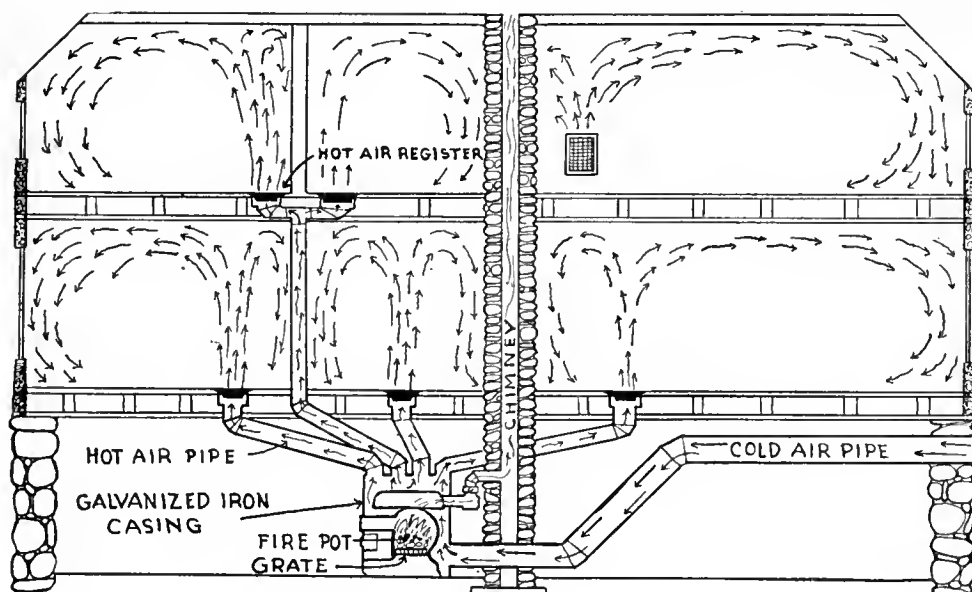 HOT AIR REGISTER
CHIMNEY
HOT AIR PIPE
COLD AIR PIPE
GALVANIZED IRON
CASING
FIRE POT
GRATE